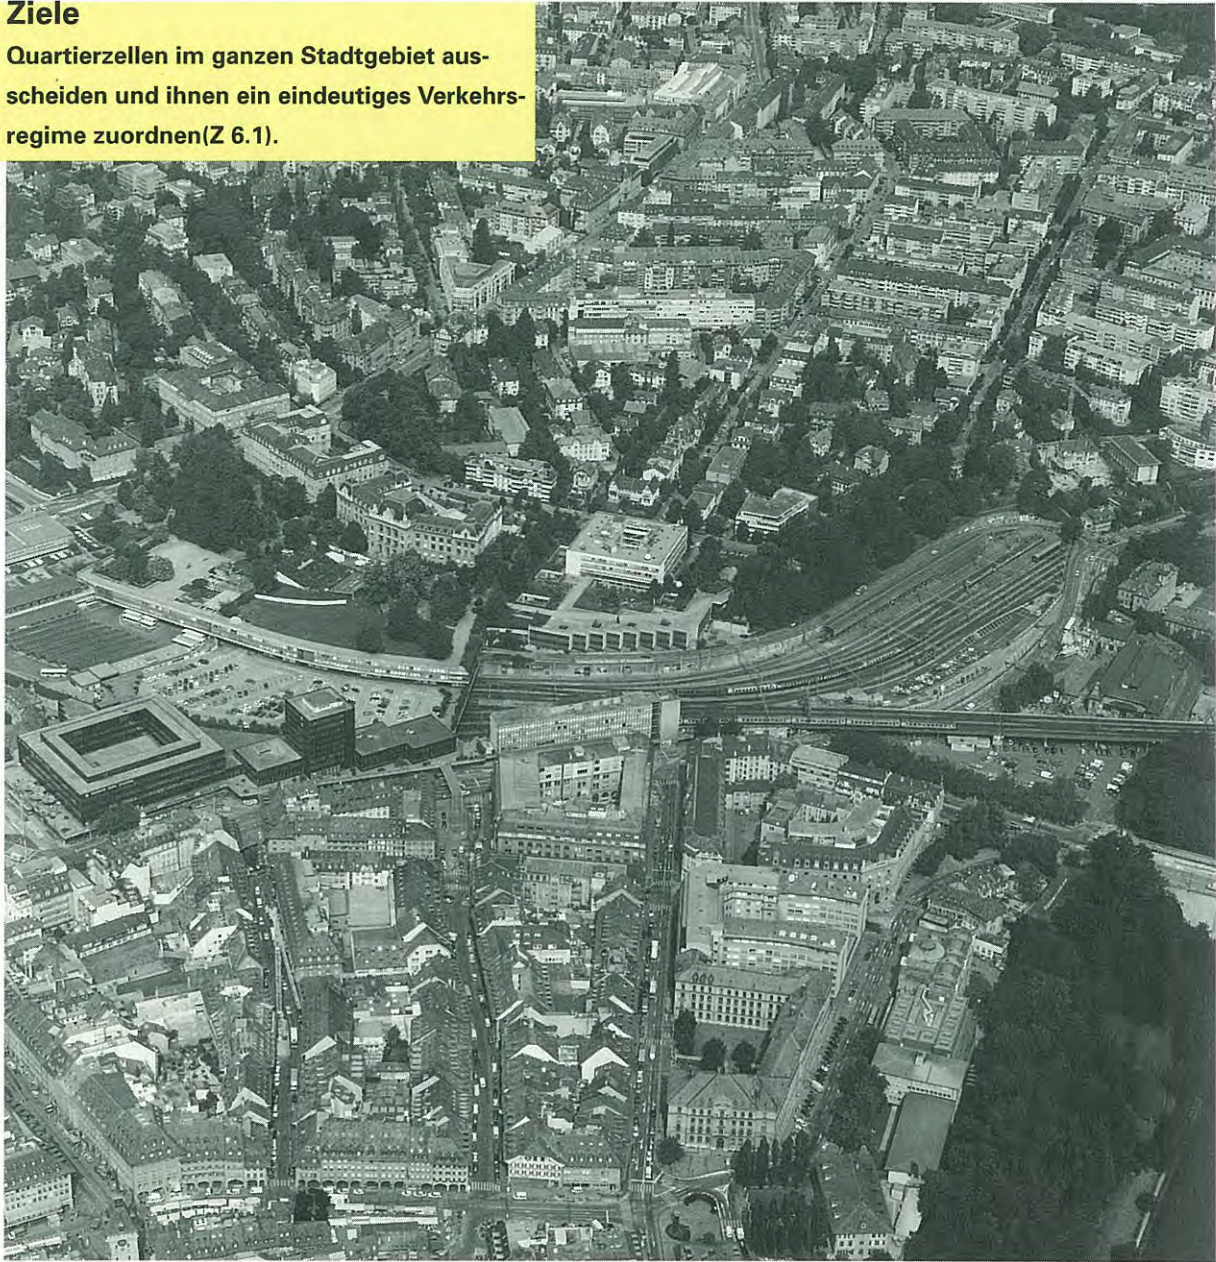 Ziele
Quartierzellen im ganzen Stadtgebiet aus-
scheiden und ihnen ein eindeutiges Verkehrs-
regime zuordnen(Z 6.1).